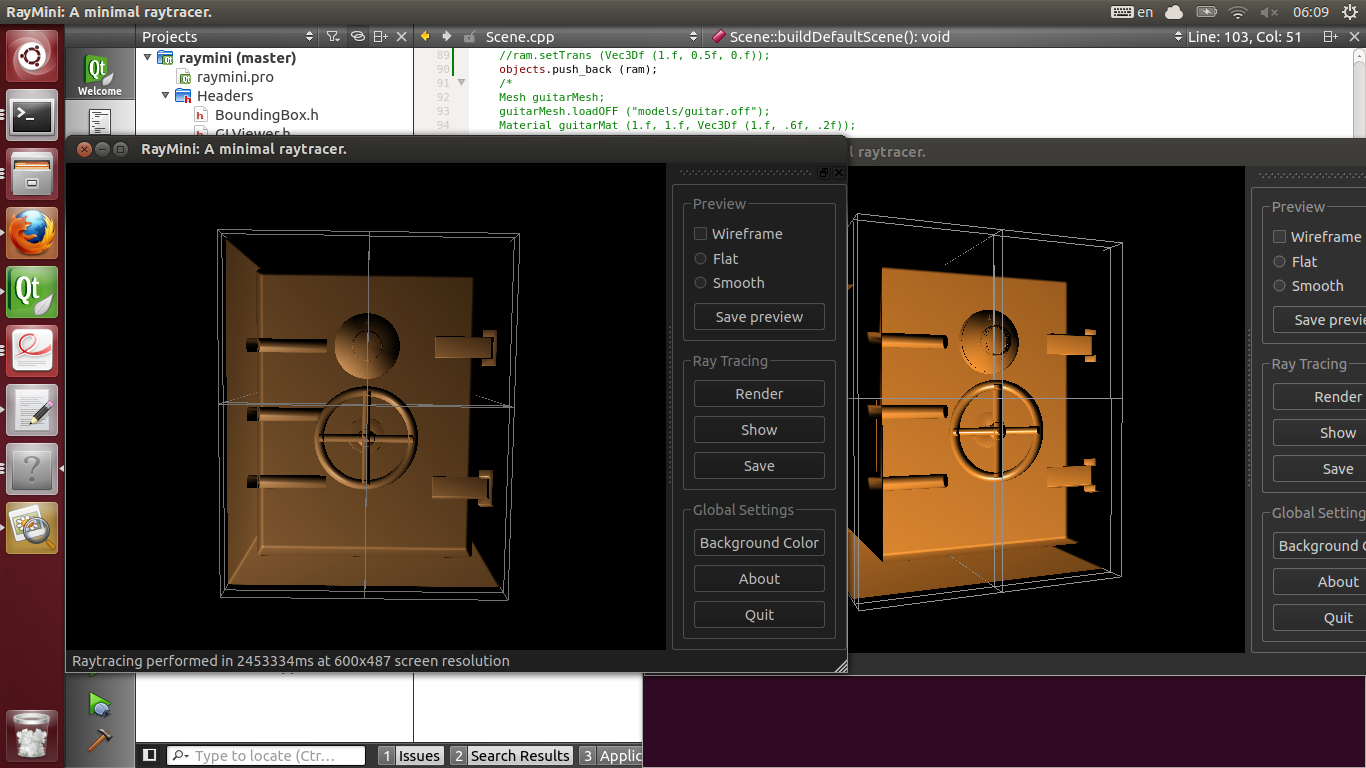 RayMini: A minimal raytracer.
en
06:09
Projects
Scene.cpp
Scene::buildDefaultScene(): void
Line: 103, Col: 51
Qt
Welcome
raymini (master)
raymini.pro
Headers
BoundingBox.h
GLViewer.h
89 //ram.setTrans (Vec3Df (1.f, 0.5f, 0.f));
90 objects.push_back (ram);
91 /*
92 Mesh guitarMesh;
93 guitarMesh.loadOFF ("models/guitar.off");
94 Material guitarMat (1.f, 1.f, Vec3Df (1.f, .6f, .2f));
RayMini: A minimal raytracer.
Preview
Wireframe
Flat
Smooth
Save preview
Ray Tracing
Render
Show
Save
Global Settings
Background Color
About
Quit
Raytracing performed in 2453334ms at 600x487 screen resolution
l raytracer.
Preview
Wireframe
Flat
Smooth
Save previe
Ray Tracing
Render
Show
Save
Global Setting
Background C
About
Quit
Qt
Type to locate (Ctr...
1 Issues
2 Search Results
3 Applic